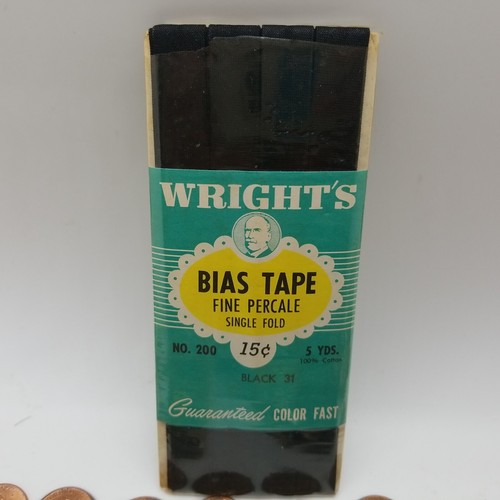 WRIGHT'S
BIAS TAPE
FINE PERCALE
SINGLE FOLD
NO. 200 15¢ 5 YDS.
100% Cotton
BLACK 31
Guaranteed COLOR FAST